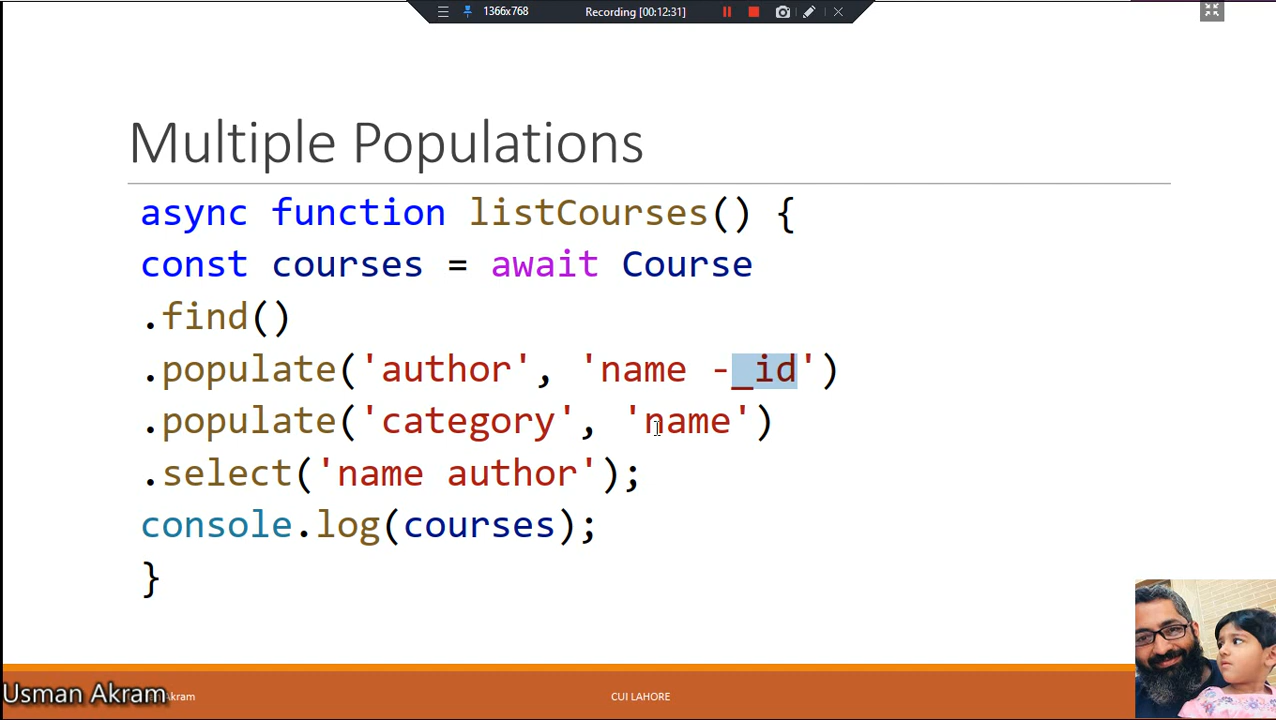 1366x768
Recording [00:12:31]
Multiple Populations
async function listCourses() {
const courses = await Course
.find()
.populate('author', 'name -_id')
.populate('category', 'name')
.select('name author');
console.log(courses);
}
Usman Akram
Akram
CUI LAHORE